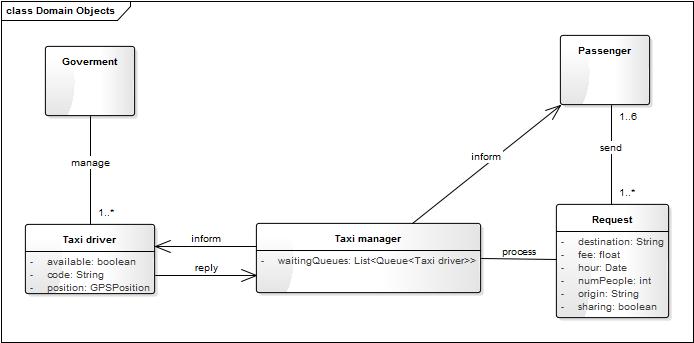 class Domain Objects
Goverment
Passenger
1..6
manage
inform
send
1..*
1..*
Taxi driver
- available: boolean
- code: String
- position: GPSPosition
inform
reply
Taxi manager
- waitingQueues: List<Queue<Taxi driver>>
process
Request
- destination: String
- fee: float
- hour: Date
- numPeople: int
- origin: String
- sharing: boolean